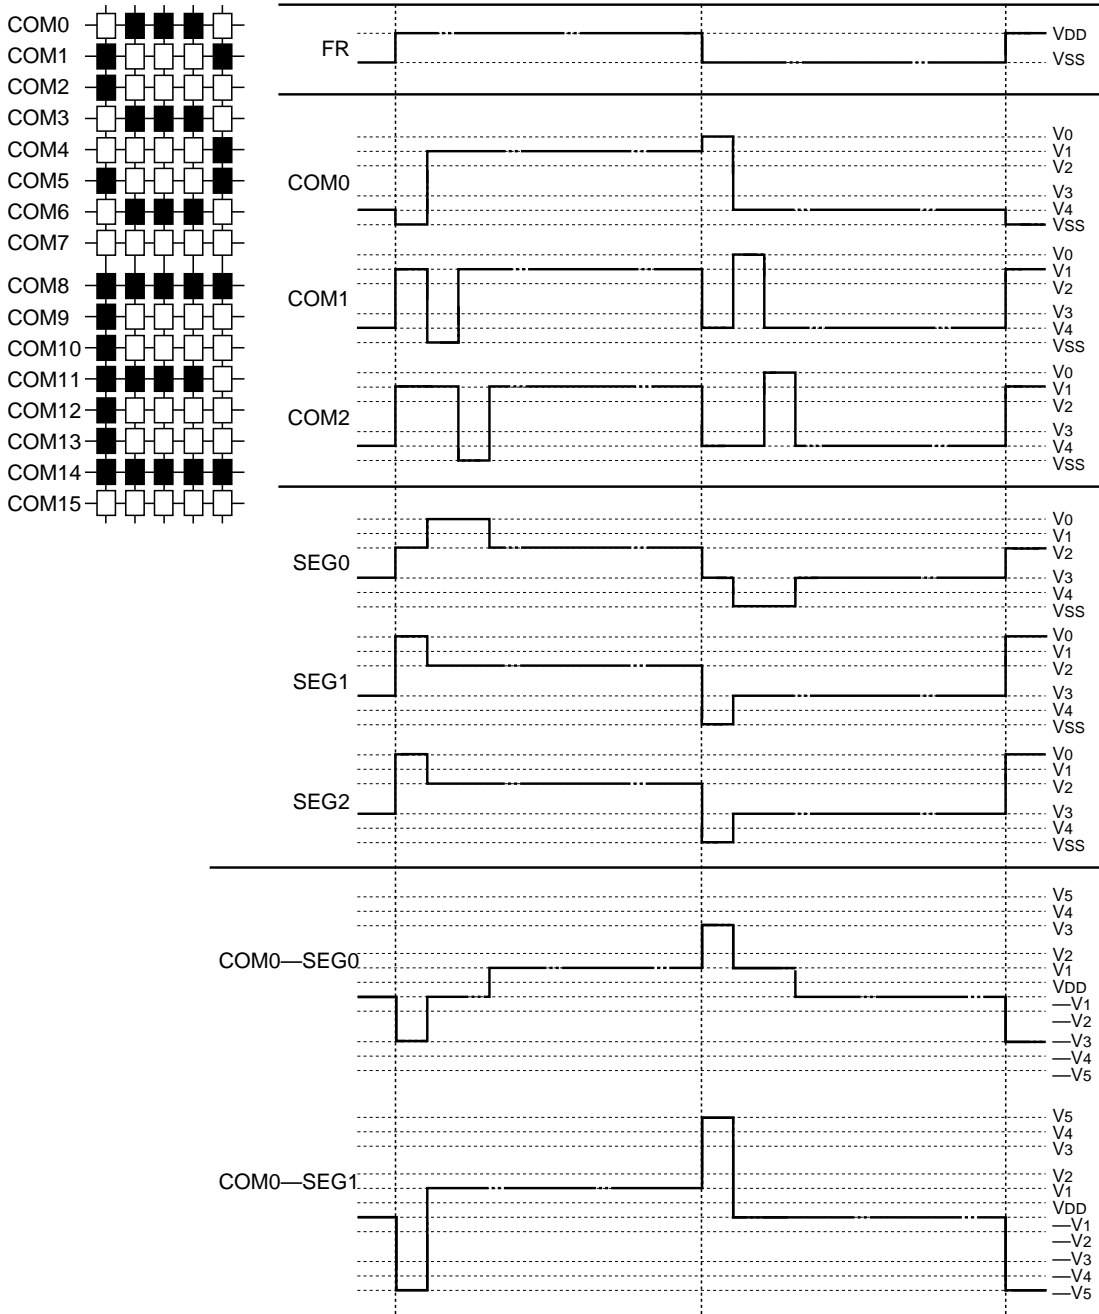 COM0
COM1
COM2
COM3
COM4
COM5
COM6
COM7
COM8
COM9
COM10
COM11
COM12
COM13
COM14
COM15
FR
VDD
VSS
COM0
V0
V1
V2
V3
V4
VSS
COM1
V0
V1
V2
V3
V4
VSS
COM2
V0
V1
V2
V3
V4
VSS
SEG0
V0
V1
V2
V3
V4
VSS
SEG1
V0
V1
V2
V3
V4
VSS
SEG2
V0
V1
V2
V3
V4
VSS
COM0—SEG0
V5
V4
V3
V2
V1
VDD
—V1
—V2
—V3
—V4
—V5
COM0—SEG1
V5
V4
V3
V2
V1
VDD
—V1
—V2
—V3
—V4
—V5